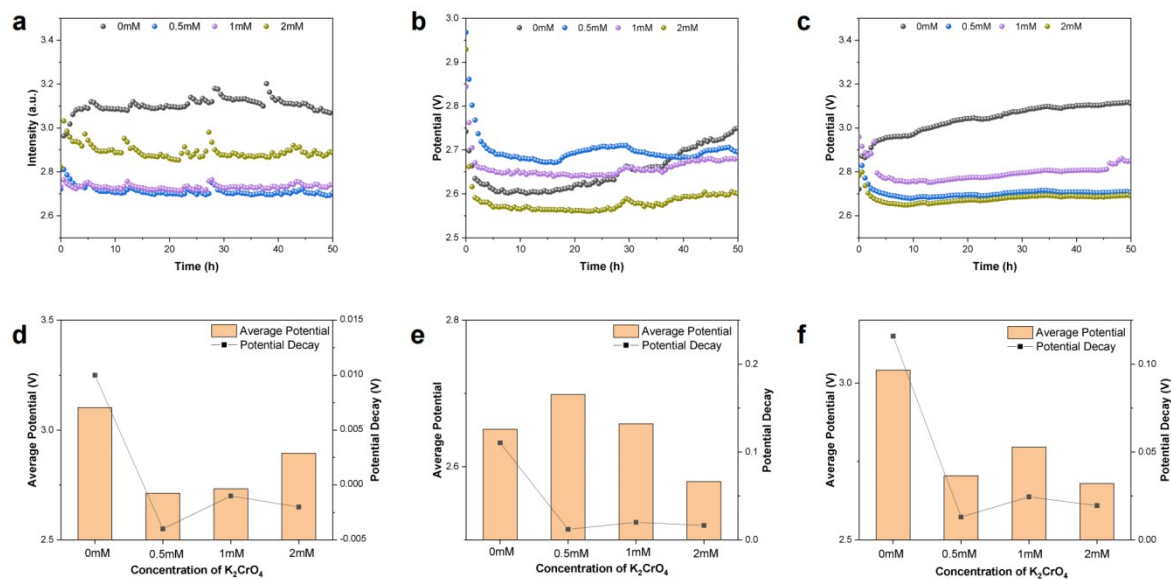 a
0mM 0.5mM 1mM 2mM
3.4
3.2
3.0
2.8
2.6
Intensity (a.u.)
0 10 20 30 40 50
Time (h)
b
0mM 0.5mM 1mM 2mM
3.0
2.9
2.8
2.7
2.6
2.5
Potential (V)
0 10 20 30 40 50
Time (h)
c
0mM 0.5mM 1mM 2mM
3.4
3.2
3.0
2.8
2.6
Potential (V)
0 10 20 30 40 50
Time (h)
d
Average Potential
Potential Decay
3.5
3.0
2.5
Average Potential (V)
0.015
0.010
0.005
0.000
-0.005
Potential Decay (V)
0mM 0.5mM 1mM 2mM
Concentration of K₂CrO₄
e
Average Potential
Potential Decay
2.8
2.6
Average Potential
0.2
0.1
0.0
Potential Decay
0mM 0.5mM 1mM 2mM
Concentration of K₂CrO₄
f
Average Potential
Potential Decay
3.0
2.5
Average Potential (V)
0.10
0.05
0.00
Potential Decay (V)
0mM 0.5mM 1mM 2mM
Concentration of K₂CrO₄